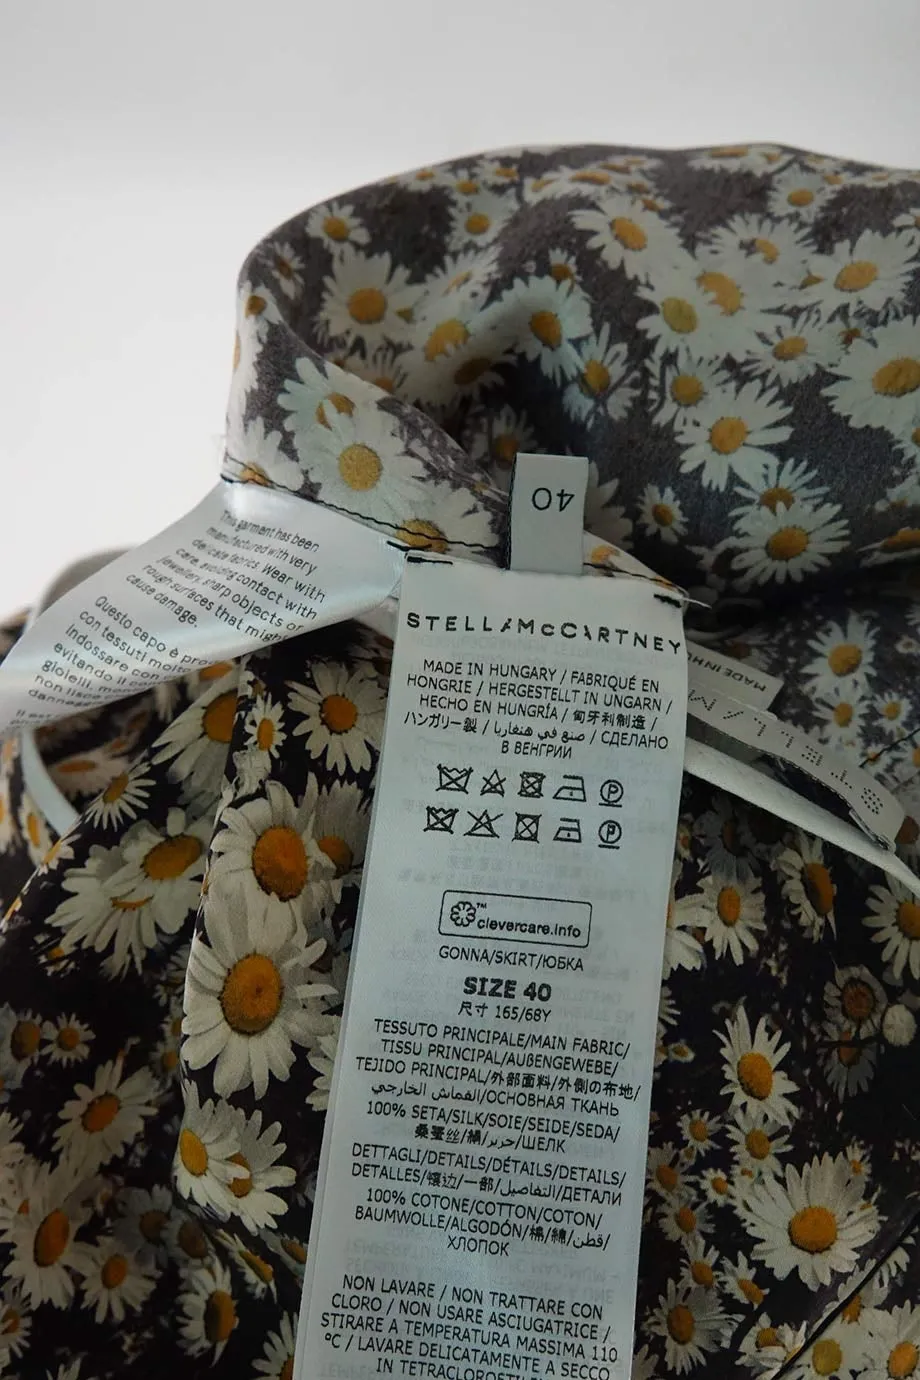 40
This garment has been
manufactured with very
delicate fabrics. Wear with
care, avoiding contact with
jewellery, sharp objects or
rough surfaces that might
cause damage.
Questo capo è
con tessuti
Indossare con
evitando il
gioielli,
non lisce
STELLA McCARTNEY
MADE IN HUNGARY / FABRIQUÉ EN
HONGRIE / HERGESTELLT IN UNGARN /
HECHO EN HUNGRÍA / 匈牙利制造 /
ハンガリー製 / صنع في هنغاريا / СДЕЛАНО
В ВЕНГРИИ
P
P
clevercare.info™
GONNA/SKIRT/ЮБКА
SIZE 40
尺寸 165/68Y
TESSUTO PRINCIPALE/MAIN FABRIC/
TISSU PRINCIPAL/AUßENGEWEBE/
TEJIDO PRINCIPAL/外部面料/外側の布地/
القماش الخارجي/ОСНОВНАЯ ТКАНЬ
100% SETA/SILK/SOIE/SEIDE/SEDA/
桑蚕丝/絹/حرير/ШЕЛК
DETTAGLI/DETAILS/DÉTAILS/DETAILS/
DETALLES/镶边/一部/التفاصيل/ДЕТАЛИ
100% COTONE/COTTON/COTON/
BAUMWOLLE/ALGODÓN/棉/綿/قطن/
ХЛОПОК
NON LAVARE / NON TRATTARE CON
CLORO / NON USARE ASCIUGATRICE /
STIRARE A TEMPERATURA MASSIMA 110
°C / LAVARE DELICATAMENTE A SECCO
IN TETRACLOROETILENE
MADE IN